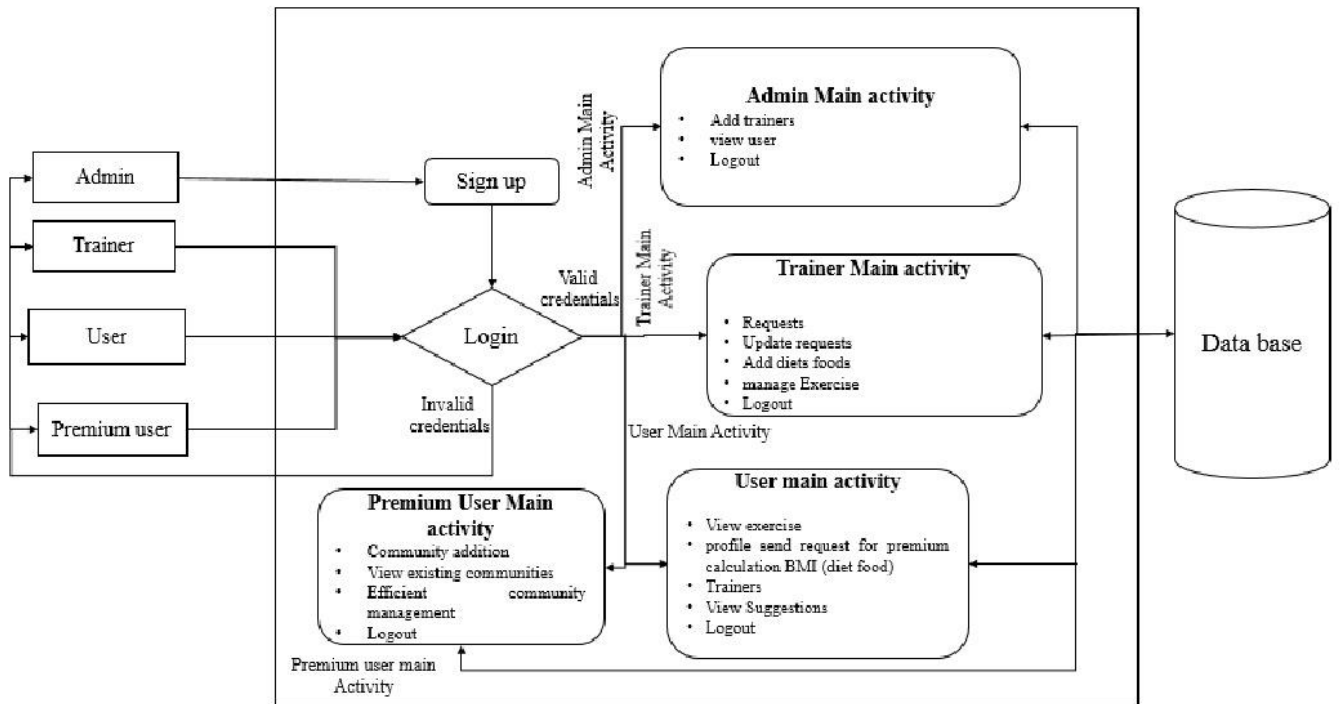 Admin
Trainer
User
Premium user
Sign up
Login
Valid
credentials
Invalid
credentials
Admin Main
Activity
Trainer Main
Activity
User Main Activity
Premium user main
Activity
Admin Main activity
• Add trainers
• view user
• Logout
Trainer Main activity
• Requests
• Update requests
• Add diets foods
• manage Exercise
• Logout
Premium User Main
activity
• Community addition
• View existing communities
• Efficient community
management
• Logout
User main activity
• View exercise
• profile send request for premium
calculation BMI (diet food)
• Trainers
• View Suggestions
• Logout
Data base